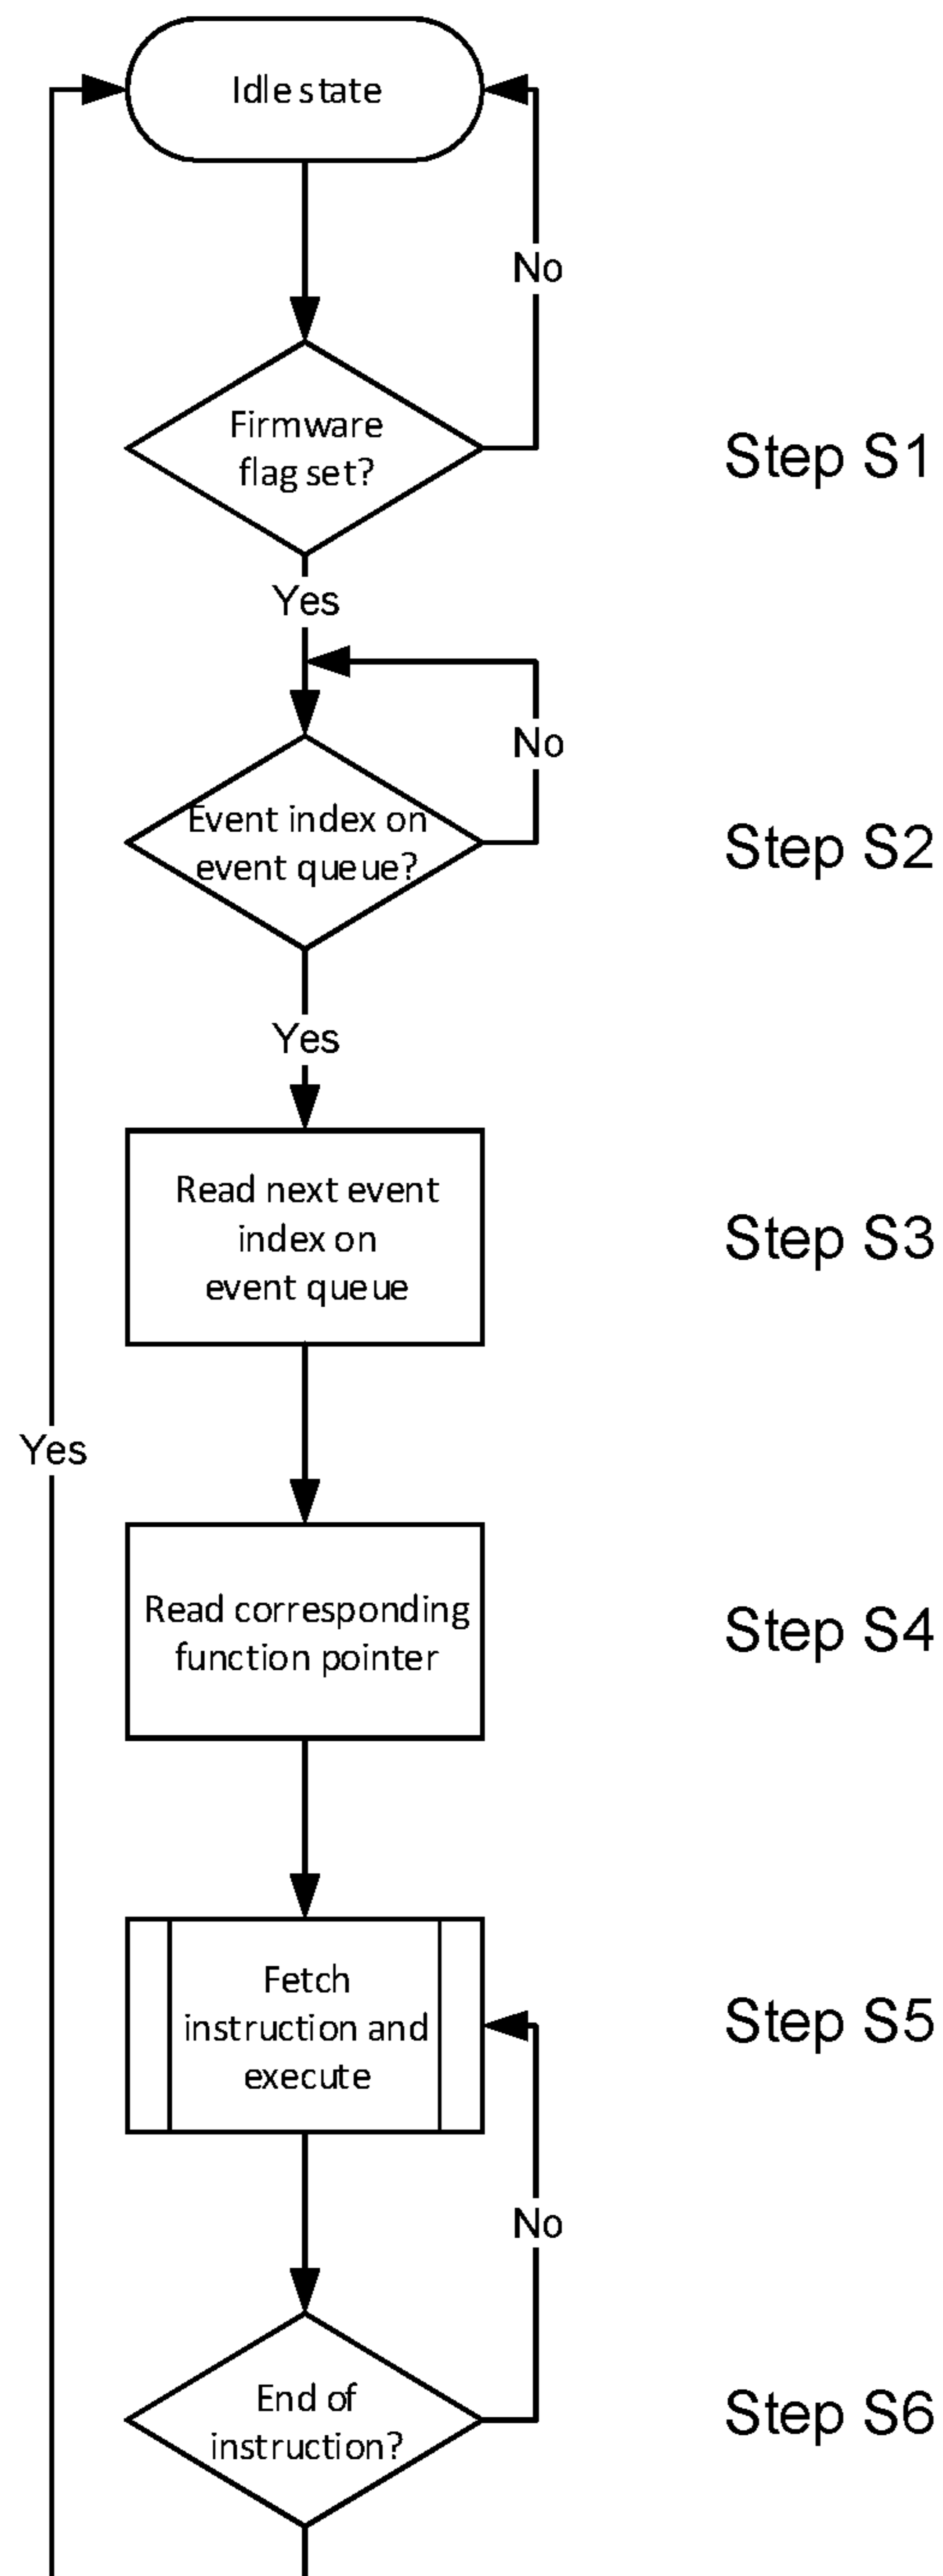 Idle state
No
Firmware
flag set?
Step S1
Yes
No
Event index on
event queue?
Step S2
Yes
Read next event
index on
event queue
Step S3
Yes
Read corresponding
function pointer
Step S4
Fetch
instruction and
execute
Step S5
No
End of
instruction?
Step S6